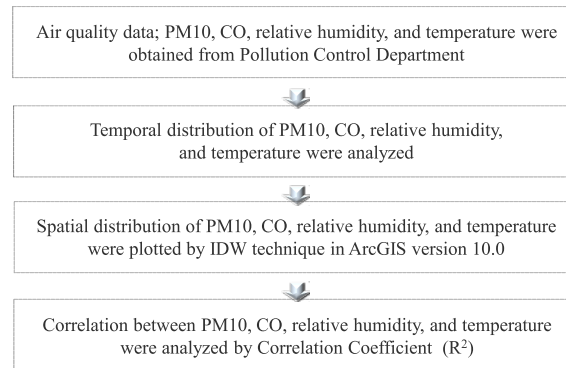 Air quality data; PM10, CO, relative humidity, and temperature were
obtained from Pollution Control Department
Temporal distribution of PM10, CO, relative humidity,
and temperature were analyzed
Spatial distribution of PM10, CO, relative humidity, and temperature
were plotted by IDW technique in ArcGIS version 10.0
Correlation between PM10, CO, relative humidity, and temperature
were analyzed by Correlation Coefficient (R²)